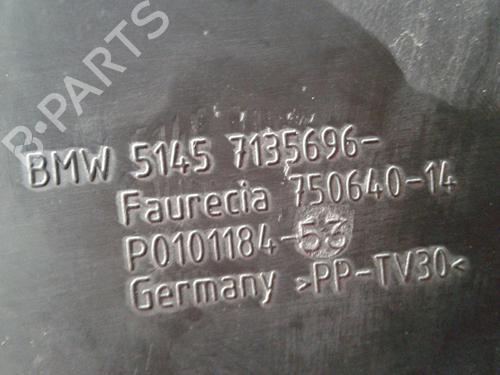 B-PARTS
BMW 5145 7135696-
Faurecia 750640-14
P0101184-53
Germany >PP-TV30<